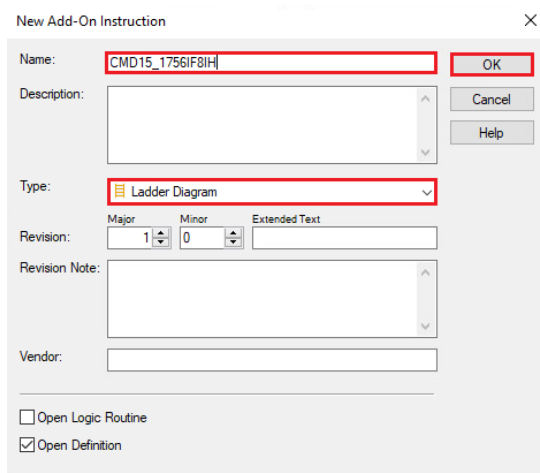 New Add-On Instruction
Name: CMD15_1756IF8IH
OK
Description:
Cancel
Help
Type: Ladder Diagram
Major Minor Extended Text
Revision: 1 0
Revision Note:
Vendor:
Open Logic Routine
Open Definition